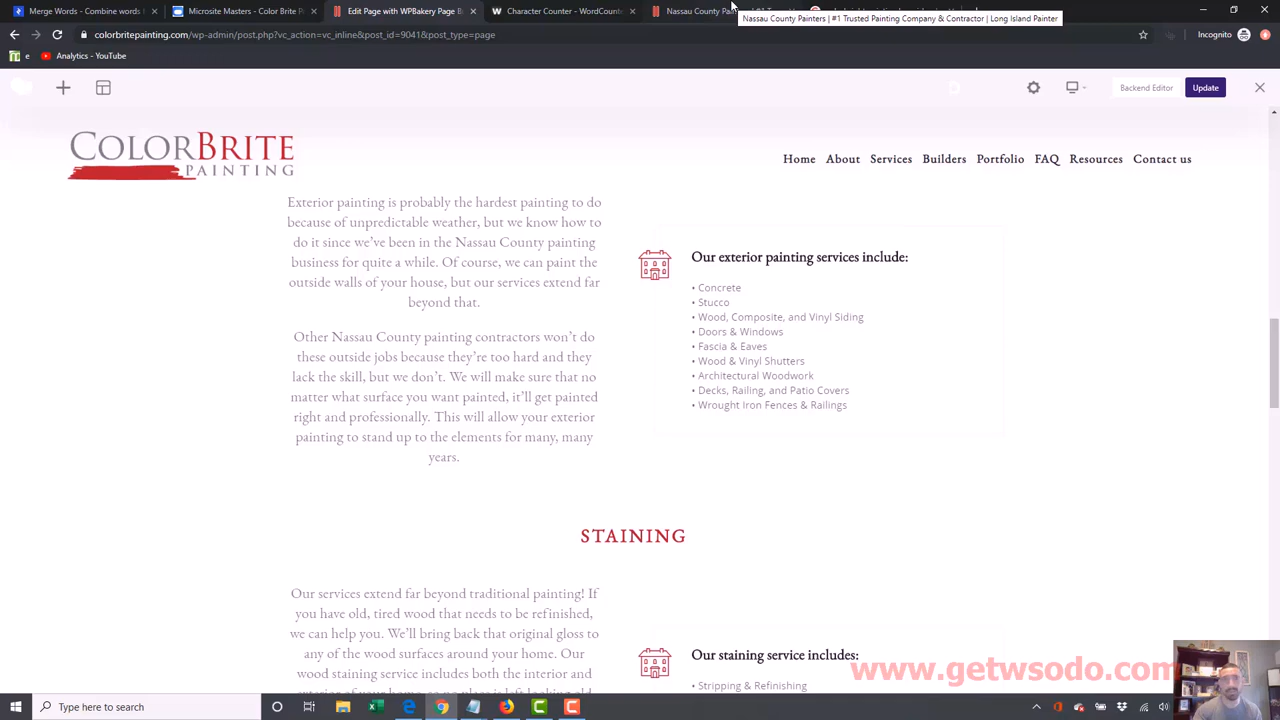 Merge Words - Combine
Edit Page with WPBakery Page B
Character Count - WordCounter
Nassau County Pain
Nassau County Painters | #1 Trusted Painting Company & Contractor | Long Island Painter
painting.com/wp-admin/post.php?vc_action=vc_inline&post_id=9041&post_type=page
Incognito
Analytics - YouTube
Backend Editor
Update
COLORBRITE
PAINTING
Home About Services Builders Portfolio FAQ Resources Contact us
Exterior painting is probably the hardest painting to do
because of unpredictable weather, but we know how to
do it since we’ve been in the Nassau County painting
business for quite a while. Of course, we can paint the
outside walls of your house, but our services extend far
beyond that.
Other Nassau County painting contractors won’t do
these outside jobs because they’re too hard and they
lack the skill, but we don’t. We will make sure that no
matter what surface you want painted, it’ll get painted
right and professionally. This will allow your exterior
painting to stand up to the elements for many, many
years.
Our exterior painting services include:
• Concrete
• Stucco
• Wood, Composite, and Vinyl Siding
• Doors & Windows
• Fascia & Eaves
• Wood & Vinyl Shutters
• Architectural Woodwork
• Decks, Railing, and Patio Covers
• Wrought Iron Fences & Railings
STAINING
Our services extend far beyond traditional painting! If
you have old, tired wood that needs to be refinished,
we can help you. We’ll bring back that original gloss to
any of the wood surfaces around your home. Our
wood staining service includes both the interior and
Our staining service includes:
• Stripping & Refinishing
www.getwsodo.com
Type here to search